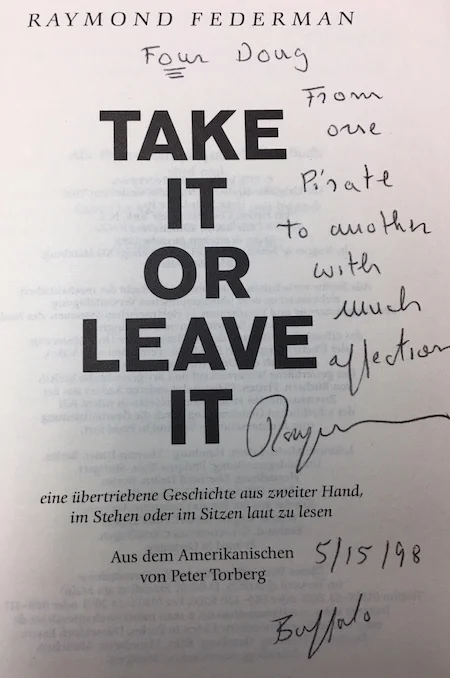 RAYMOND FEDERMAN
Four Doug
From
one
Pirate
to another
with
much
affection
Raymond
TAKE
IT
OR
LEAVE
IT
eine übertriebene Geschichte aus zweiter Hand,
im Stehen oder im Sitzen laut zu lesen
Aus dem Amerikanischen
von Peter Torberg
5/15/98
Buffalo